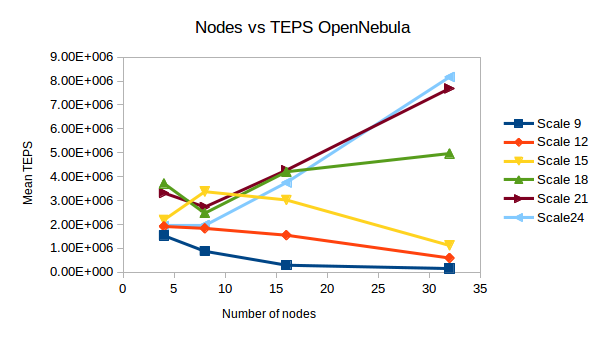 Nodes vs TEPS OpenNebula
9.00E+006
8.00E+006
7.00E+006
6.00E+006
5.00E+006
4.00E+006
3.00E+006
2.00E+006
1.00E+006
0.00E+000
Mean TEPS
0 5 10 15 20 25 30 35
Number of nodes
Scale 9
Scale 12
Scale 15
Scale 18
Scale 21
Scale24